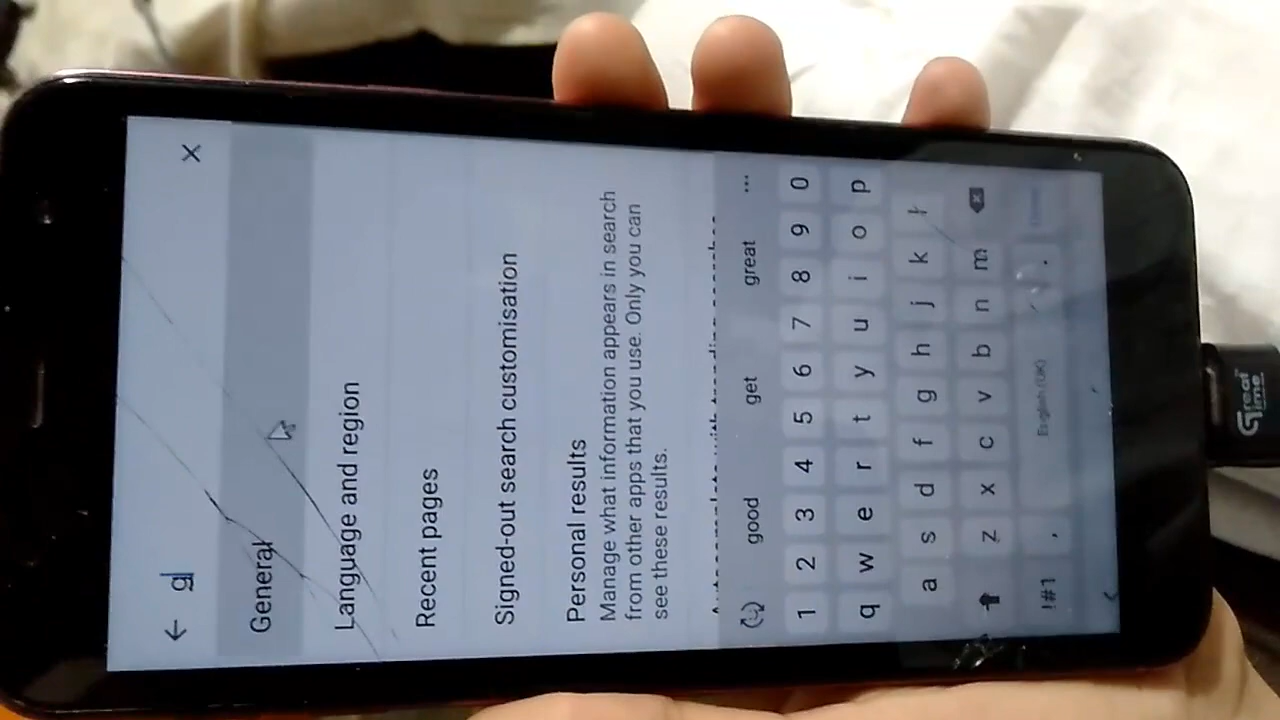 g
General
Language and region
Recent pages
Signed-out search customisation
Personal results
Manage what information appears in search
from other apps that you use. Only you can
see these results.
good get great ...
1 2 3 4 5 6 7 8 9 0
q w e r t y u i o p
a s d f g h j k l
z x c v b n m
!#1 , English (UK) .
Great